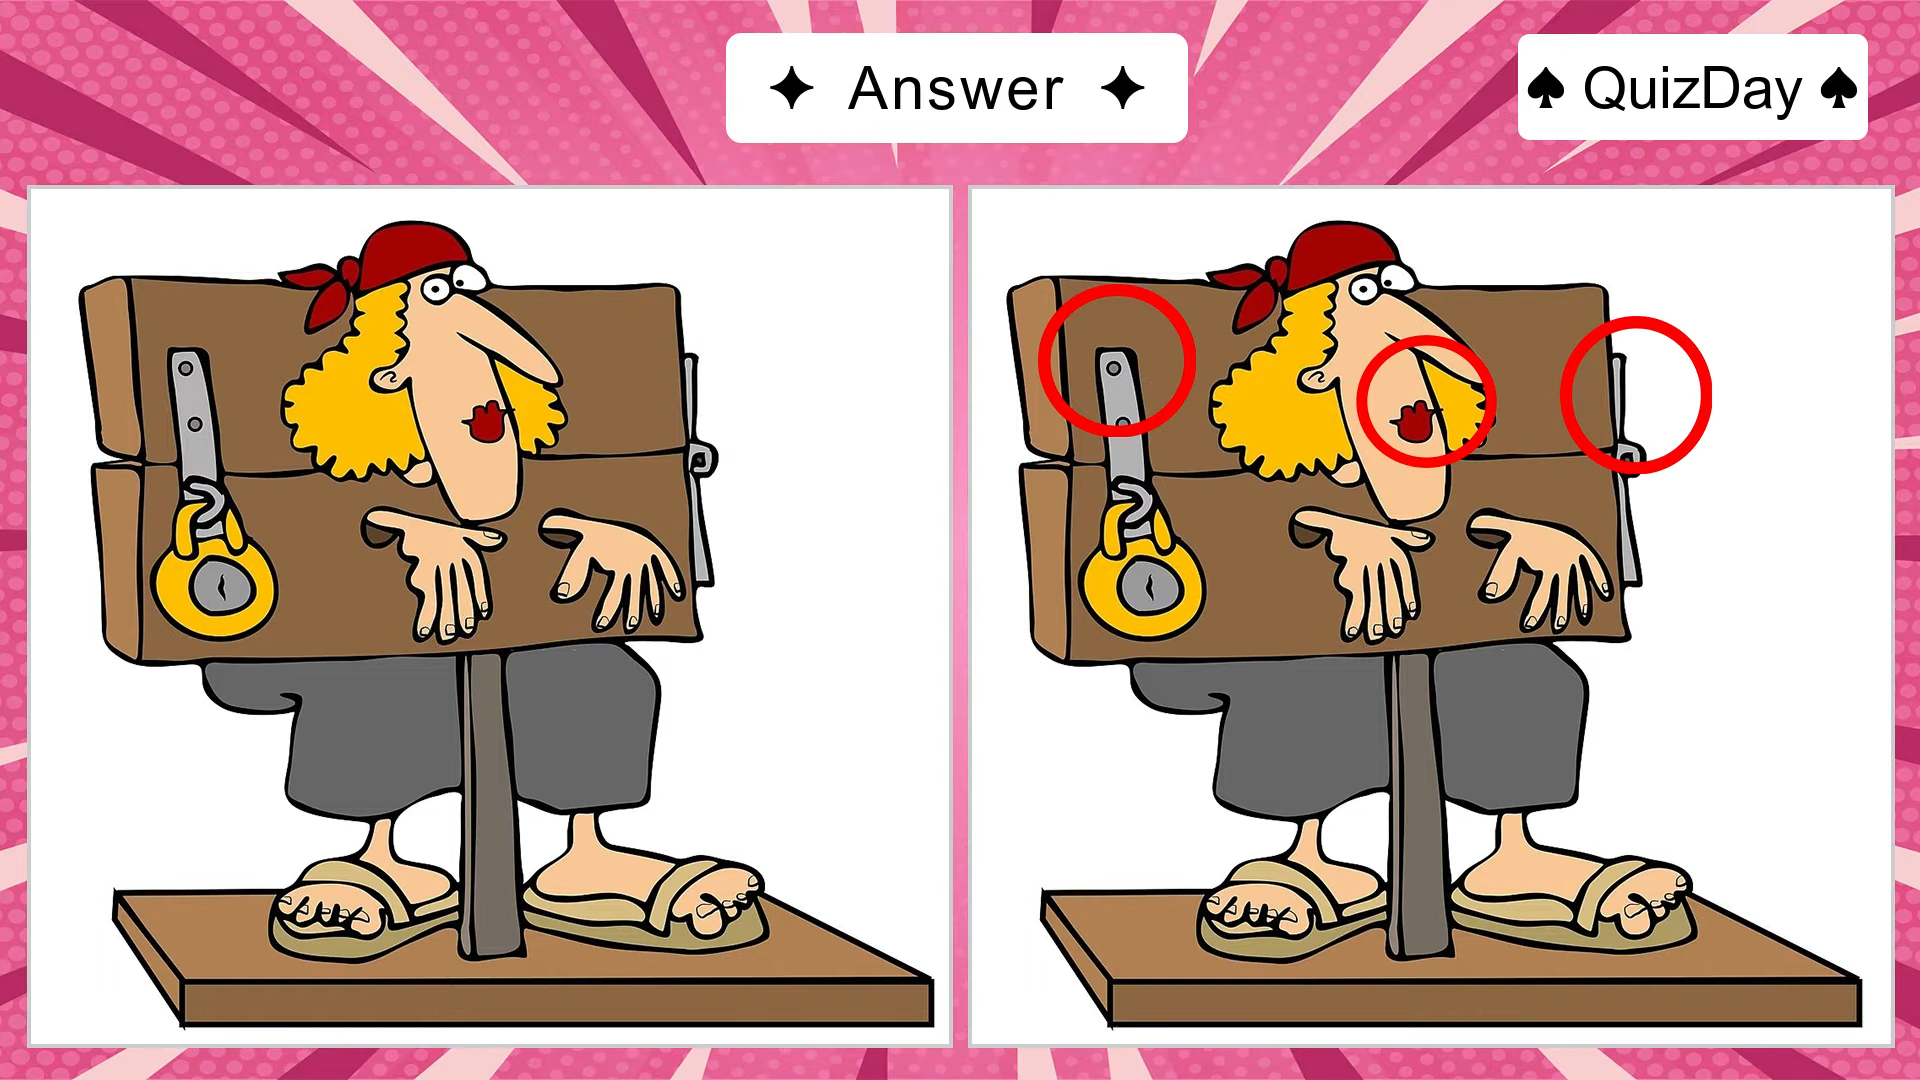 ✦ Answer ✦
♠ QuizDay ♠